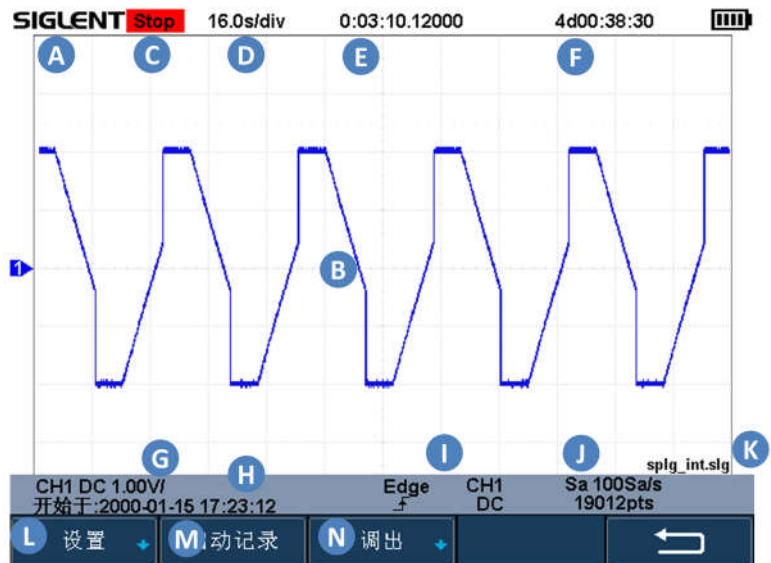 SIGLENT Stop 16.0s/div 0:03:10.12000 4d00:38:30
A C D E F
1
B
splg_int.slg
G H I J K
CH1 DC 1.00V/ Edge CH1 Sa 100Sa/s
开始于:2000-01-15 17:23:12 DC 19012pts
L 设置 M 动记录 N 调出